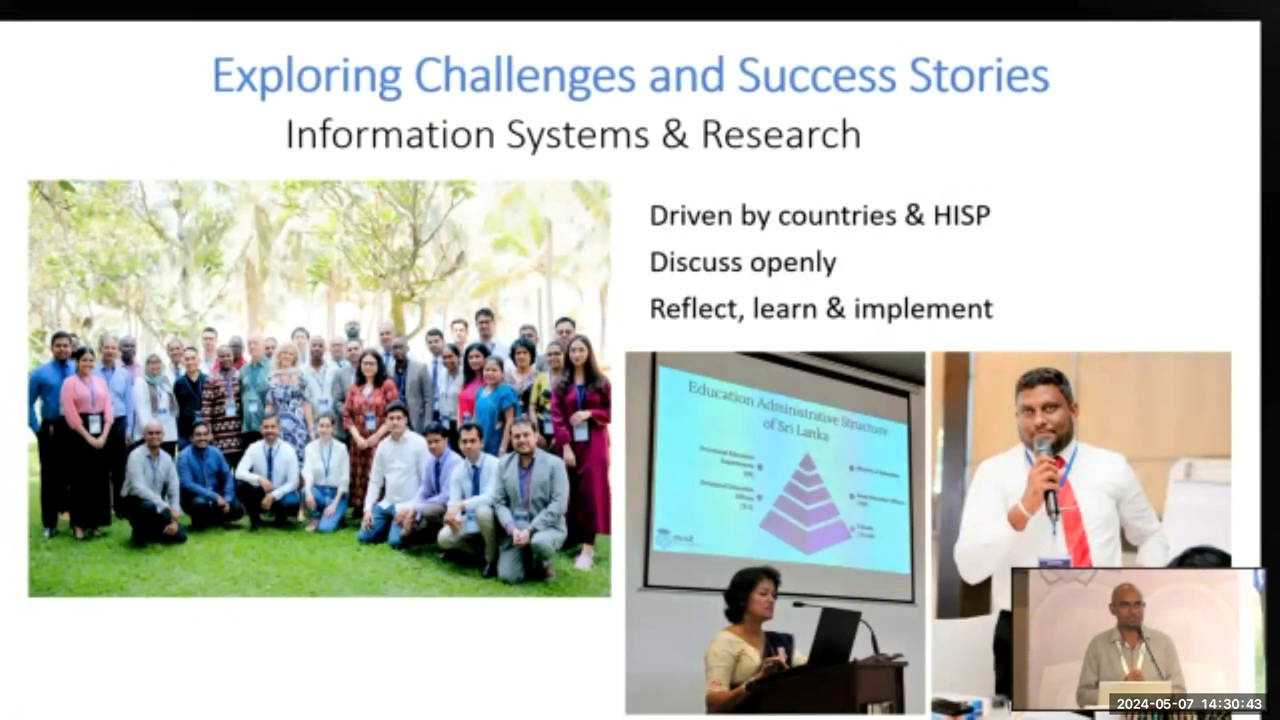 Exploring Challenges and Success Stories
Information Systems & Research
Driven by countries & HISP
Discuss openly
Reflect, learn & implement
Education Administrative Structure
of Sri Lanka
2024-05-07 14:30:43